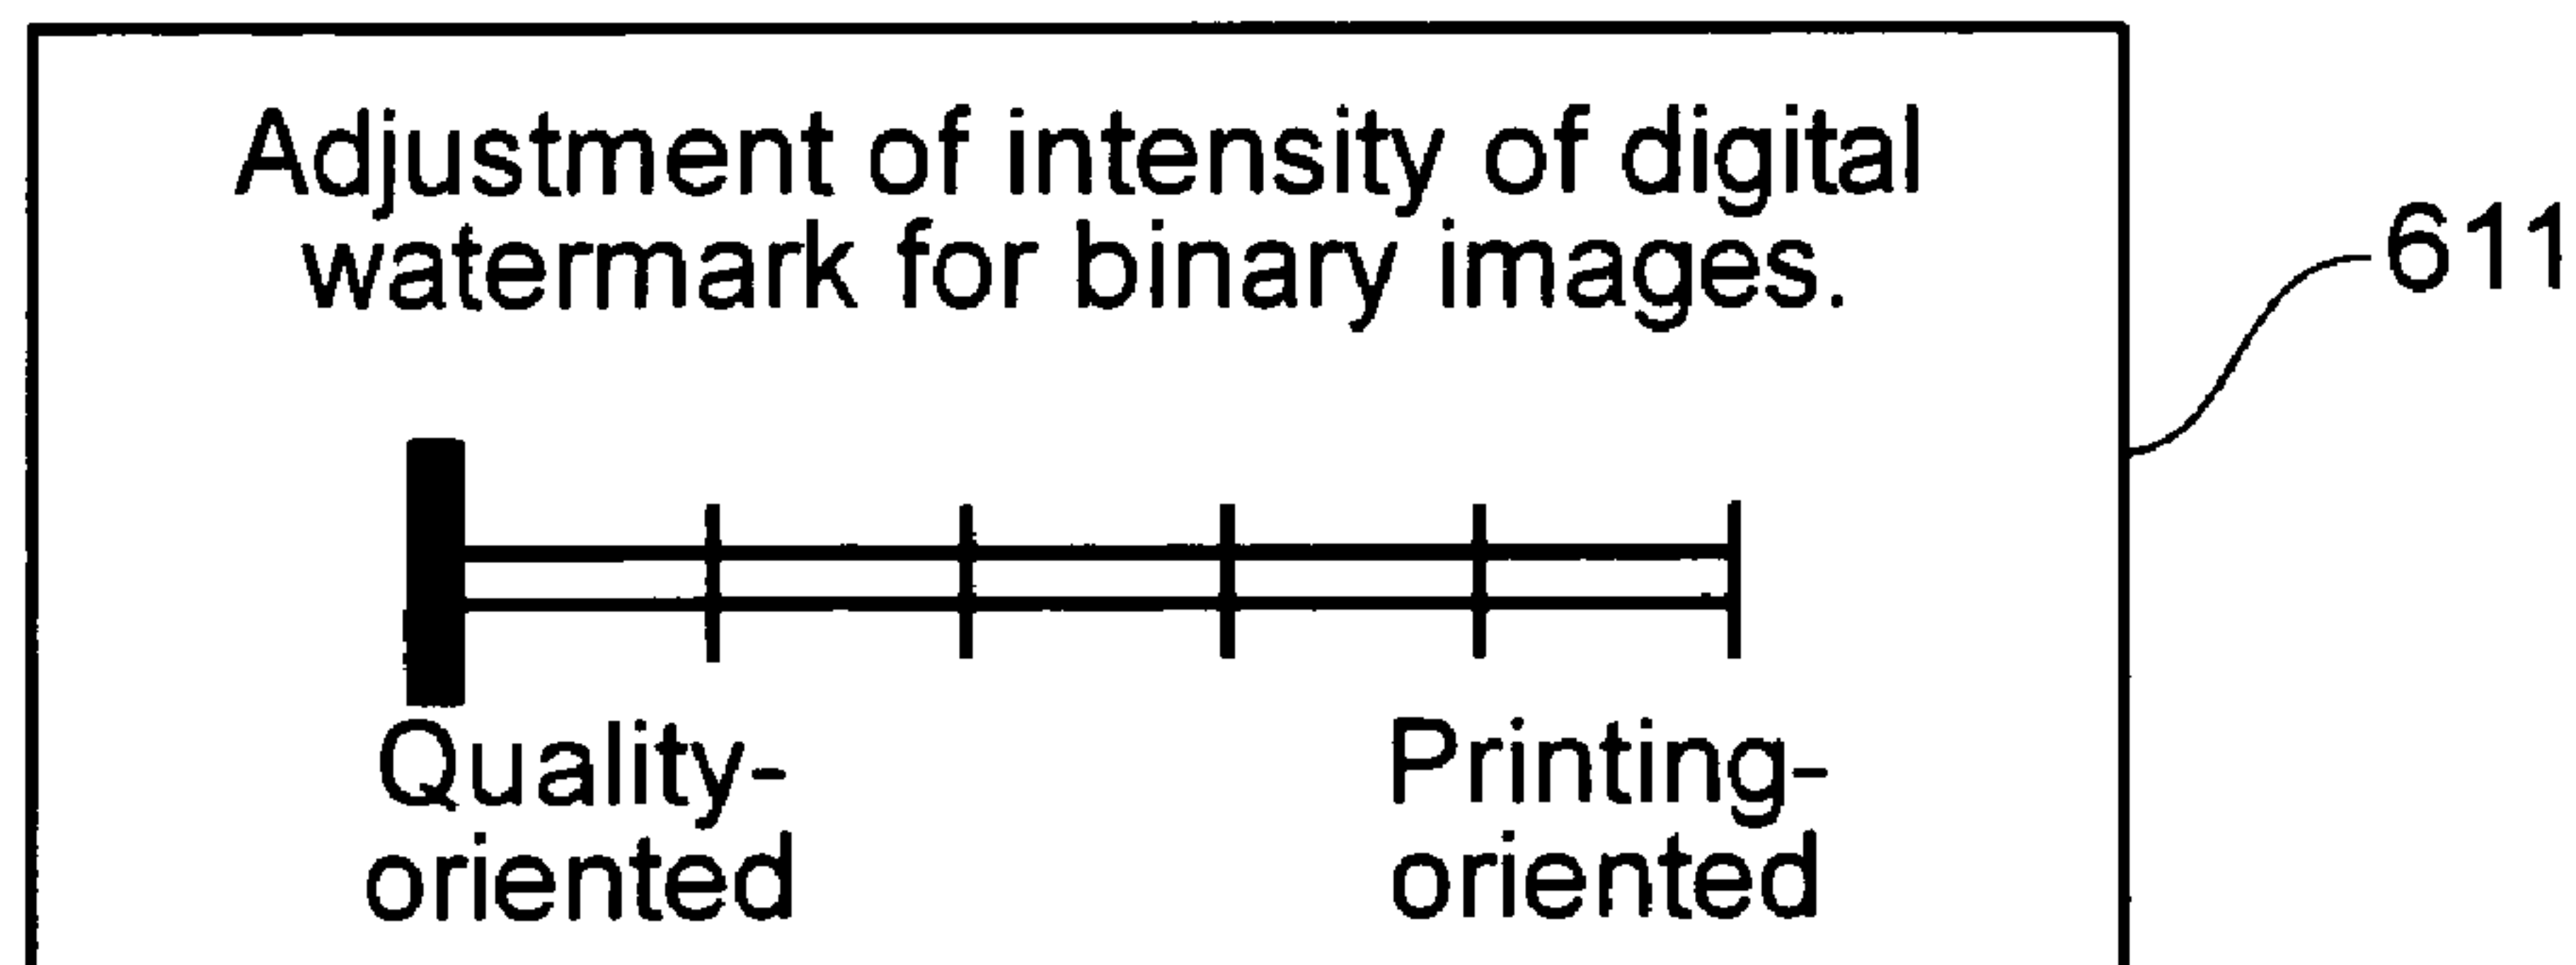 Adjustment of intensity of digital
watermark for binary images.
611
Quality-
oriented
Printing-
oriented